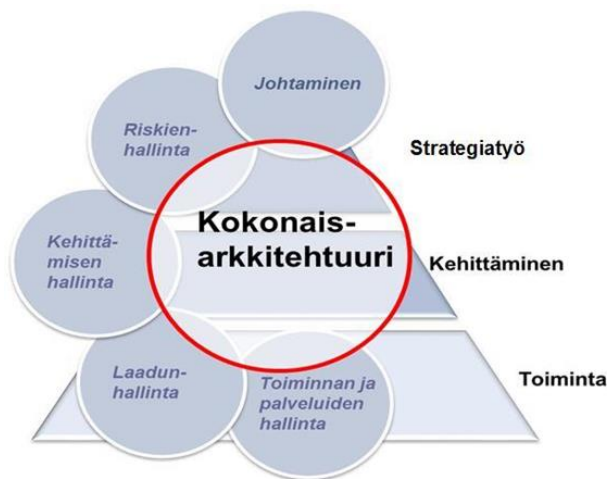 Johtaminen
Riskien-
hallinta
Strategiatyö
Kokonais-
arkkitehtuuri
Kehittä-
misen
hallinta
Kehittäminen
Laadun-
hallinta
Toiminnan ja
palveluiden
hallinta
Toiminta